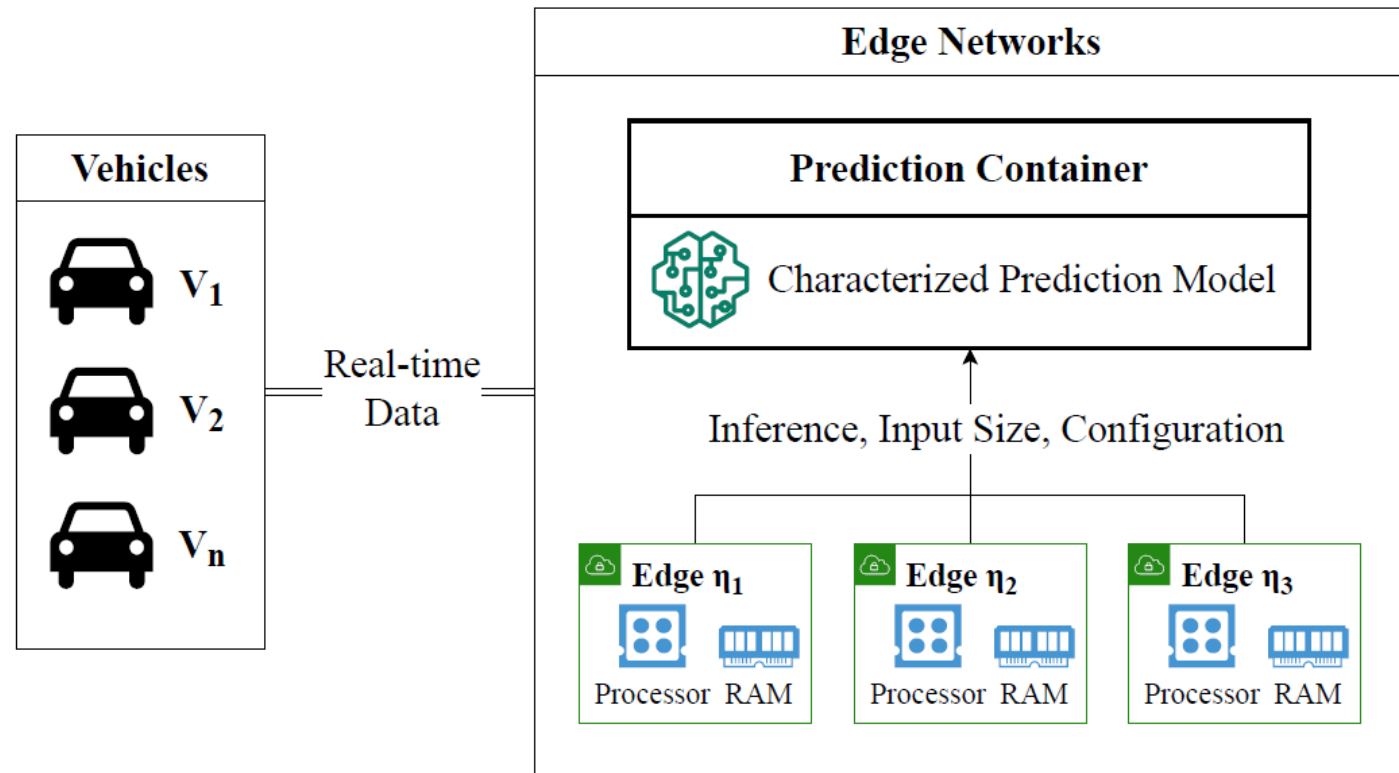 Edge Networks
Vehicles
V1
V2
Vn
Real-time
Data
Prediction Container
Characterized Prediction Model
Inference, Input Size, Configuration
Edge η1
Processor RAM
Edge η2
Processor RAM
Edge η3
Processor RAM